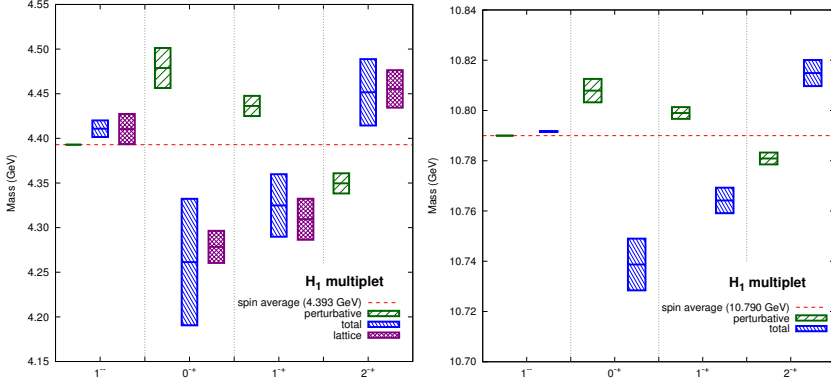 4.55
4.50
4.45
4.40
4.35
4.30
4.25
4.20
4.15
Mass (GeV)
H1 multiplet
spin average (4.393 GeV)
perturbative
total
lattice
1-- 0-+ 1-+ 2-+
10.84
10.82
10.80
10.78
10.76
10.74
10.72
10.70
Mass (GeV)
H1 multiplet
spin average (10.790 GeV)
perturbative
total
1-- 0-+ 1-+ 2-+